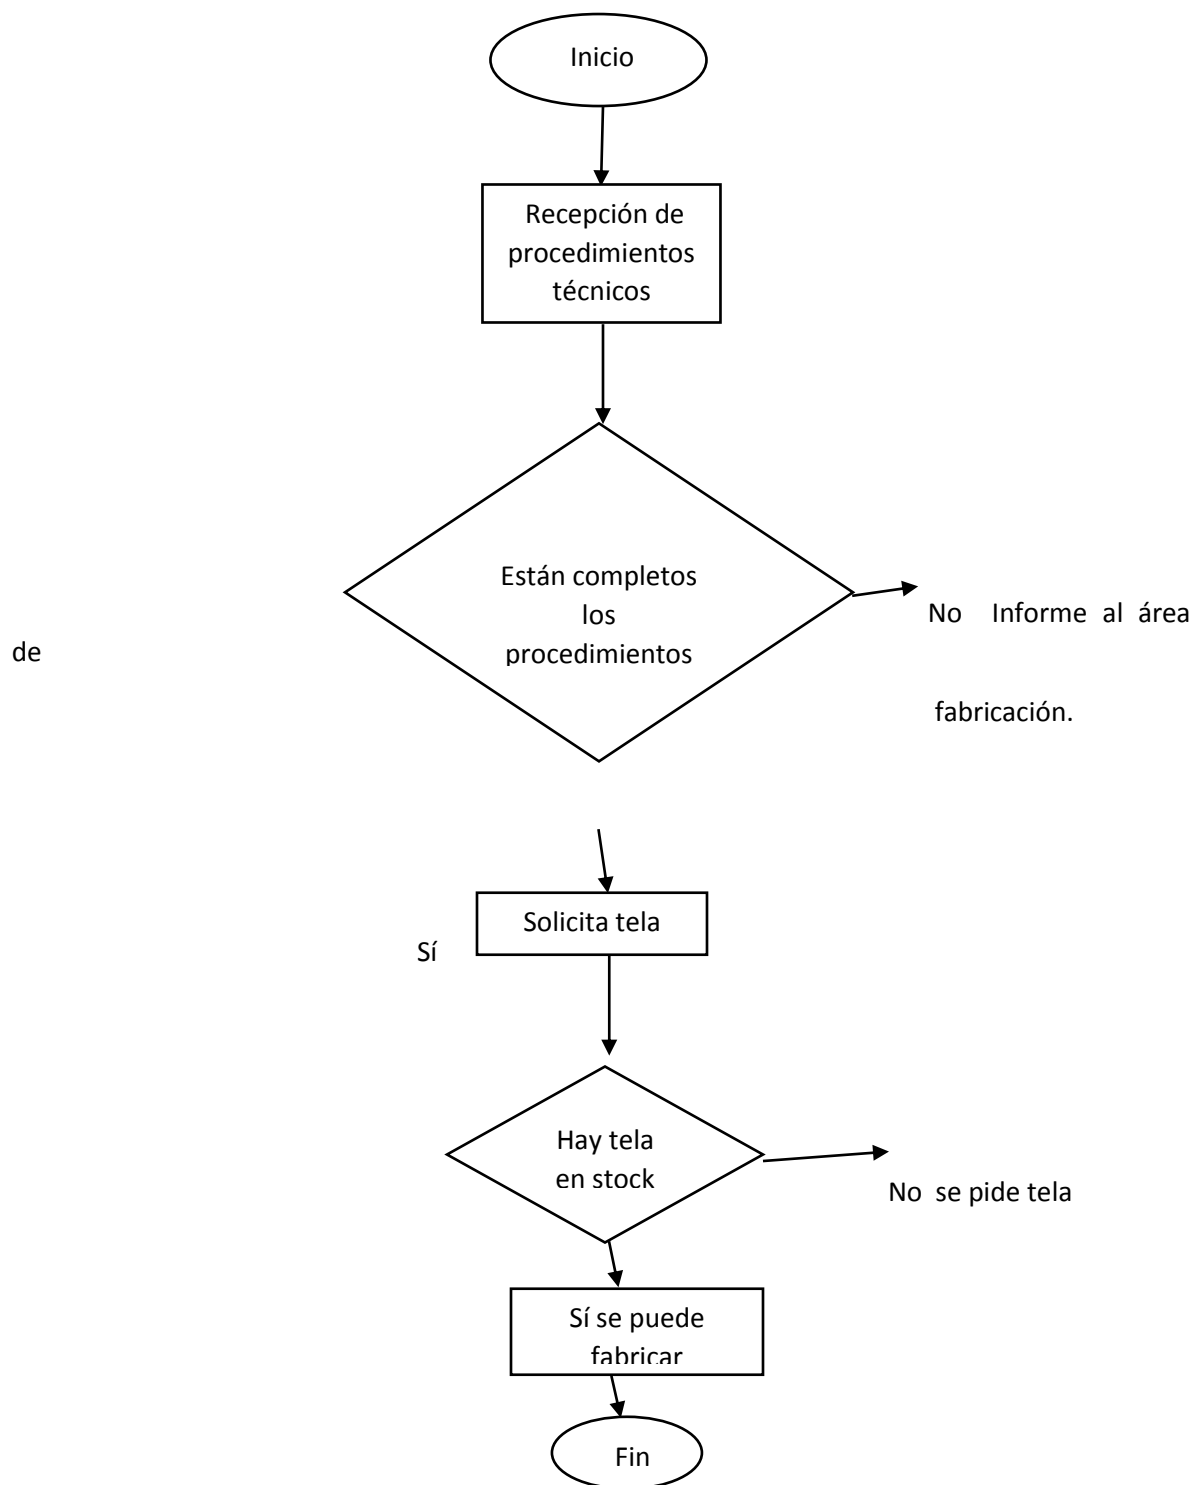 Inicio
Recepción de
procedimientos
técnicos
Están completos
los
procedimientos
No Informe al área
de
fabricación.
Solicita tela
Sí
Hay tela
en stock
No se pide tela
Sí se puede
fabricar
Fin